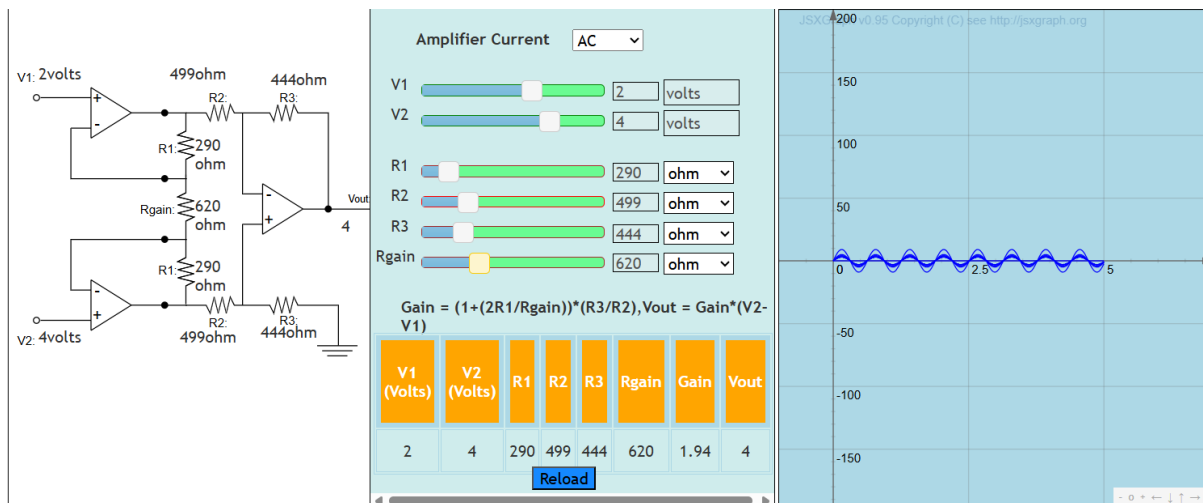 V1: 2volts
499ohm
444ohm
R2:
R3:
+
-
R1: 290
ohm
Rgain: 620
ohm
-
+
Vout
4
-
R1: 290
ohm
+
V2: 4volts
R2:
R3:
499ohm
444ohm
Amplifier Current AC
V1 2 volts
V2 4 volts
R1 290 ohm
R2 499 ohm
R3 444 ohm
Rgain 620 ohm
Gain = (1+(2R1/Rgain))*(R3/R2),Vout = Gain*(V2-
V1)
V1 (Volts) V2 (Volts) R1 R2 R3 Rgain Gain Vout
2 4 290 499 444 620 1.94 4
Reload
v0.95 Copyright (C) see http://jsxgraph.org
200
150
100
50
0 2.5 5
-50
-100
-150
- o + ← ↓ ↑ →